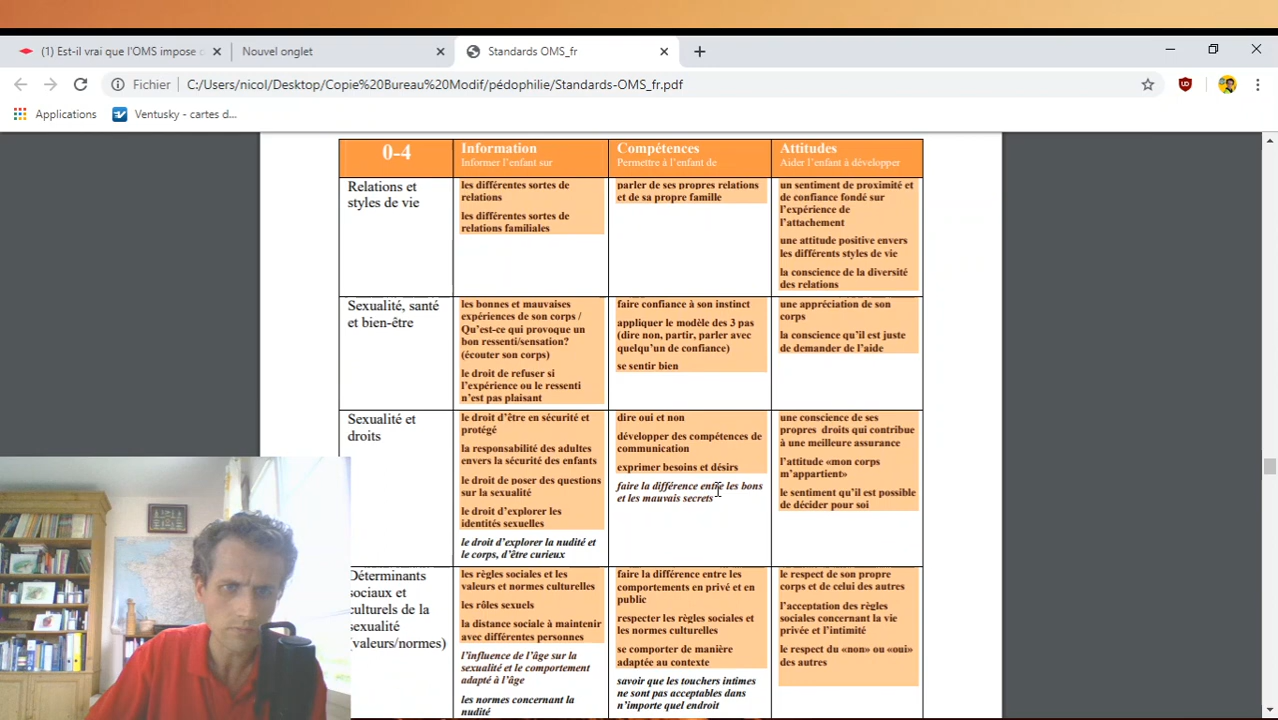 (1) Est-il vrai que l'OMS impose
Nouvel onglet
Standards OMS_fr
Fichier
C:/Users/nicol/Desktop/Copie%20Bureau%20Modif/pédophilie/Standards-OMS_fr.pdf
Applications
Ventusky - cartes d...
0-4
Information
Informer l'enfant sur
Compétences
Permettre à l'enfant de
Attitudes
Aider l'enfant à développer
Relations et
styles de vie
les différentes sortes de
relations
les différentes sortes de
relations familiales
parler de ses propres relations
et de sa propre famille
un sentiment de proximité et
de confiance fondé sur
l'expérience de
l'attachement
une attitude positive envers
les différents styles de vie
la conscience de la diversité
des relations
Sexualité, santé
et bien-être
les bonnes et mauvaises
expériences de son corps /
Qu'est-ce qui provoque un
bon ressenti/sensation?
(écouter son corps)
le droit de refuser si
l'expérience ou le ressenti
n'est pas plaisant
faire confiance à son instinct
appliquer le modèle des 3 pas
(dire non, partir, parler avec
quelqu'un de confiance)
se sentir bien
une appréciation de son
corps
la conscience qu'il est juste
de demander de l'aide
Sexualité et
droits
le droit d'être en sécurité et
protégé
la responsabilité des adultes
envers la sécurité des enfants
le droit de poser des questions
sur la sexualité
le droit d'explorer les
identités sexuelles
le droit d'explorer la nudité et
le corps, d'être curieux
dire oui et non
développer des compétences de
communication
exprimer besoins et désirs
faire la différence entre les bons
et les mauvais secrets
une conscience de ses
propres droits qui contribue
à une meilleure assurance
l'attitude «mon corps
m'appartient»
le sentiment qu'il est possible
de décider pour soi
Déterminants
sociaux et
culturels de la
sexualité
(valeurs/normes)
les règles sociales et les
valeurs et normes culturelles
les rôles sexuels
la distance sociale à maintenir
avec différentes personnes
l'influence de l'âge sur la
sexualité et le comportement
adapté à l'âge
les normes concernant la
nudité
faire la différence entre les
comportements en privé et en
public
respecter les règles sociales et
les normes culturelles
se comporter de manière
adaptée au contexte
savoir que les touchers intimes
ne sont pas acceptables dans
n'importe quel endroit
le respect de son propre
corps et de celui des autres
l'acceptation des règles
sociales concernant la vie
privée et l'intimité
le respect du «non» ou «oui»
des autres